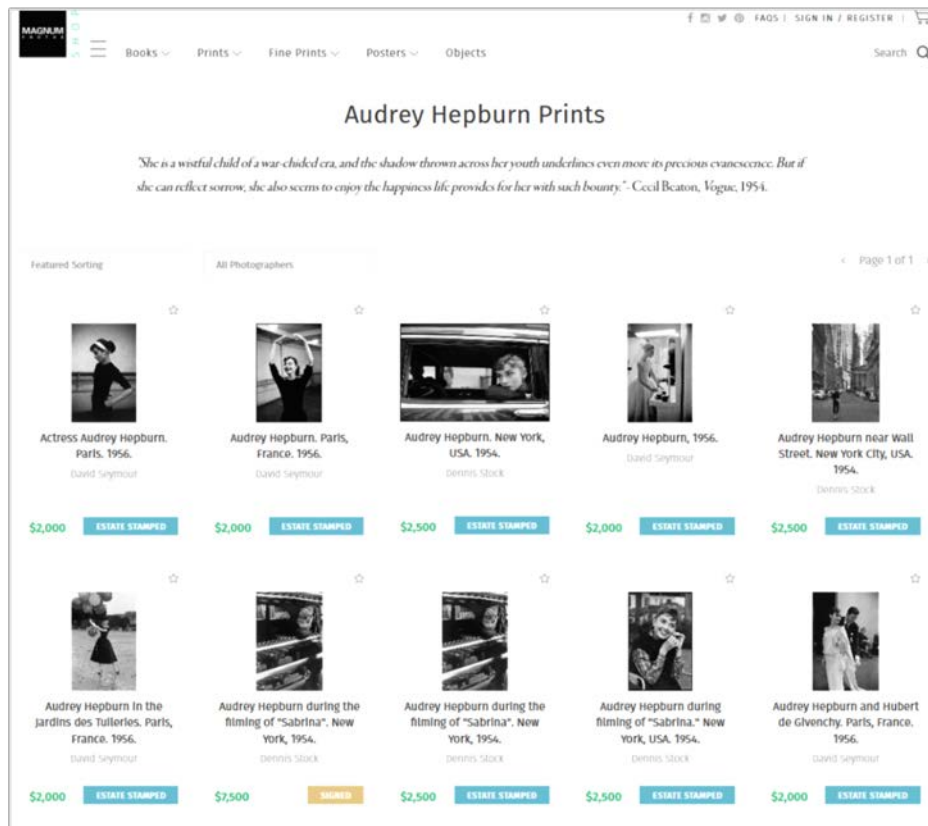 MAGNUM
PHOTOS
SHOP
FAQS | SIGN IN / REGISTER |
Books Prints Fine Prints Posters Objects
Search
Audrey Hepburn Prints
"She is a wistful child of a war-chided era, and the shadow thrown across her youth underlines even more its precious evanescence. But if
she can reflect sorrow, she also seems to enjoy the happiness life provides for her with such bounty."- Cecil Beaton, Vogue, 1954.
Featured Sorting
All Photographers
< Page 1 of 1
Actress Audrey Hepburn.
Paris. 1956.
David Seymour
$2,000 ESTATE STAMPED
Audrey Hepburn. Paris,
France. 1956.
David Seymour
$2,000 ESTATE STAMPED
Audrey Hepburn. New York,
USA. 1954.
Dennis Stock
$2,500 ESTATE STAMPED
Audrey Hepburn, 1956.
David Seymour
$2,000 ESTATE STAMPED
Audrey Hepburn near Wall
Street. New York City, USA.
1954.
Dennis Stock
$2,500 ESTATE STAMPED
Audrey Hepburn in the
Jardins des Tuileries. Paris,
France. 1956.
David Seymour
$2,000 ESTATE STAMPED
Audrey Hepburn during the
filming of "Sabrina". New
York, 1954.
Dennis Stock
$7,500 SIGNED
Audrey Hepburn during the
filming of "Sabrina". New
York, 1954.
Dennis Stock
$2,500 ESTATE STAMPED
Audrey Hepburn during
filming of "Sabrina." New
York, USA. 1954.
Dennis Stock
$2,500 ESTATE STAMPED
Audrey Hepburn and Hubert
de Givenchy. Paris, France.
1956.
David Seymour
$2,000 ESTATE STAMPED